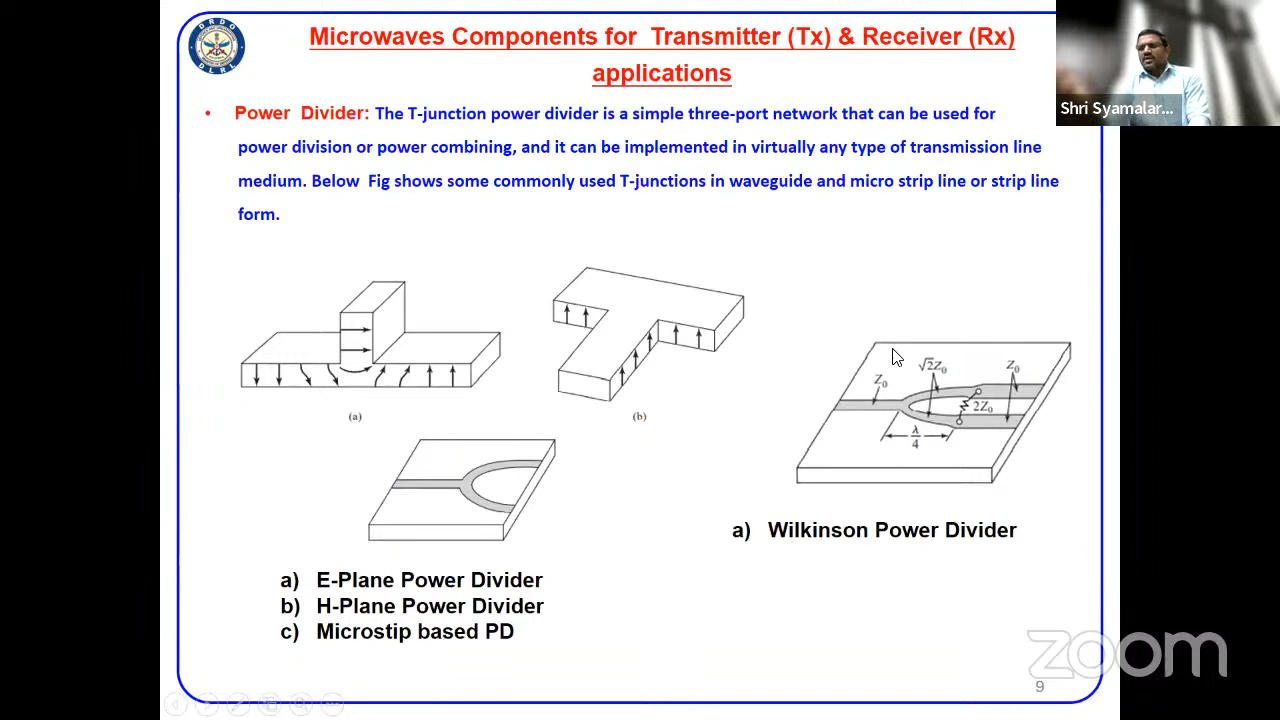 Microwaves Components for Transmitter (Tx) & Receiver (Rx)
applications
Shri Syamalar...
DRDO
DLRL
• Power Divider: The T-junction power divider is a simple three-port network that can be used for
power division or power combining, and it can be implemented in virtually any type of transmission line
medium. Below Fig shows some commonly used T-junctions in waveguide and micro strip line or strip line
form.
(a)
(b)
Z₀
√2Z₀
Z₀
2Z₀
λ
4
a) Wilkinson Power Divider
a) E-Plane Power Divider
b) H-Plane Power Divider
c) Microstip based PD
zoom
9